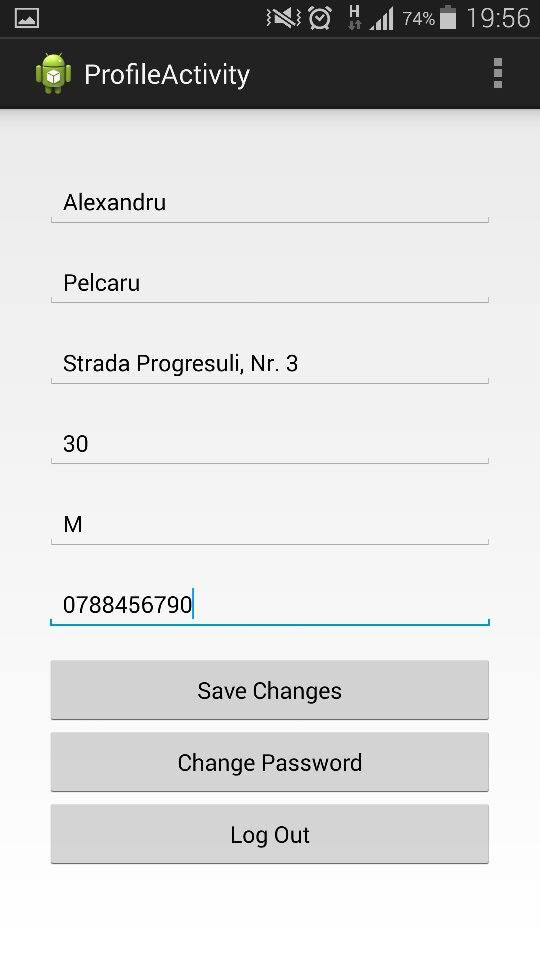 H 74% 19:56
ProfileActivity
Alexandru
Pelcaru
Strada Progresuli, Nr. 3
30
M
0788456790
Save Changes
Change Password
Log Out